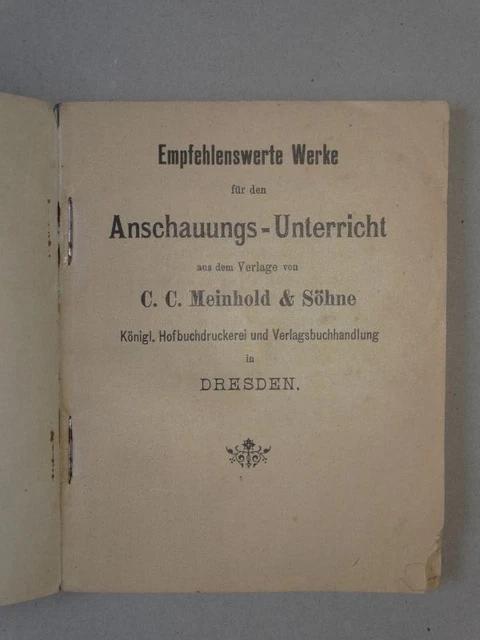 Empfehlenswerte Werke
für den
Anschauungs-Unterricht
aus dem Verlage von
C. C. Meinhold & Söhne
Königl. Hofbuchdruckerei und Verlagsbuchhandlung
in
DRESDEN.